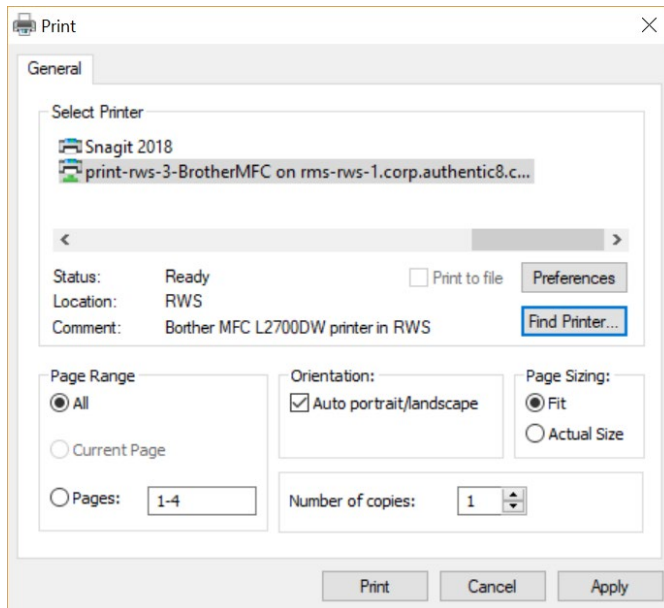 Print
General
Select Printer
Snagit 2018
print-rws-3-BrotherMFC on rms-rws-1.corp.authentic8.c...
Status: Ready
Print to file
Preferences
Location: RWS
Comment: Borther MFC L2700DW printer in RWS
Find Printer...
Page Range
All
Current Page
Pages: 1-4
Orientation:
Auto portrait/landscape
Page Sizing:
Fit
Actual Size
Number of copies: 1
Print Cancel Apply